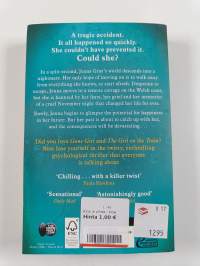 A tragic accident.
It all happened so quickly.
She couldn't have prevented it.
Could she?
In a split second, Jenna Gray's world descends into a
nightmare. Her only hope of moving on is to walk away
from everything she knows, to start afresh. Desperate to
escape, Jenna moves to a remote cottage on the Welsh coast,
but she is haunted by her fears, her grief and her memories
of a cruel November night that changed her life for ever.
Slowly, Jenna begins to glimpse the potential for happiness
in her future. But her past is about to catch up with her,
and the consequences will be devastating.
Did you love Gone Girl and The Girl on the Train?
Now lose yourself in the twisty, enthralling
psychological thriller that everyone
is talking about
'Chilling . . . with a killer twist'
'Sensational'
Daily Mail
'Astonishingly good'
Hinta 1,00 €
FSC
1295